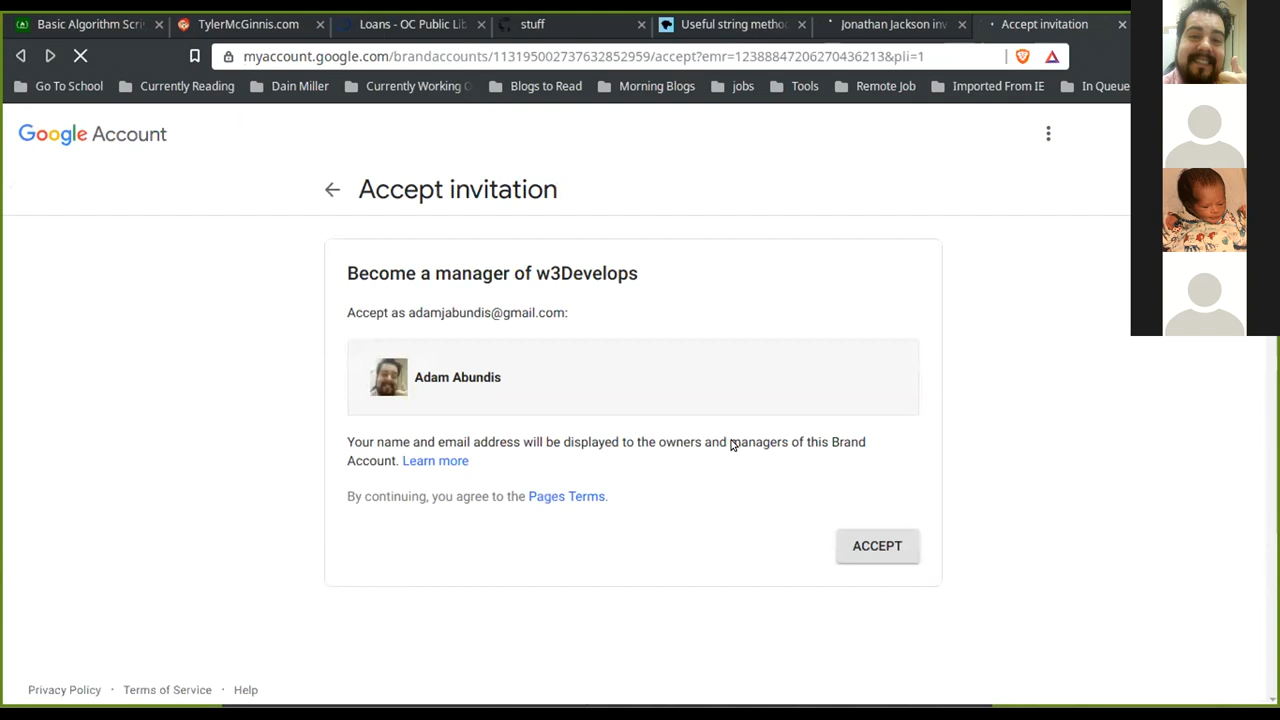 Basic Algorithm Scri
TylerMcGinnis.com
Loans - OC Public Lib
stuff
Useful string metho
Jonathan Jackson inv
Accept invitation
myaccount.google.com/brandaccounts/113195002737632852959/accept?emr=12388847206270436213&pli=1
Go To School
Currently Reading
Dain Miller
Currently Working
Blogs to Read
Morning Blogs
jobs
Tools
Remote Job
Imported From IE
In Queue
Google Account
Accept invitation
Become a manager of w3Develops
Accept as adamjabundis@gmail.com:
Adam Abundis
Your name and email address will be displayed to the owners and managers of this Brand
Account. Learn more
By continuing, you agree to the Pages Terms.
ACCEPT
Privacy Policy · Terms of Service · Help